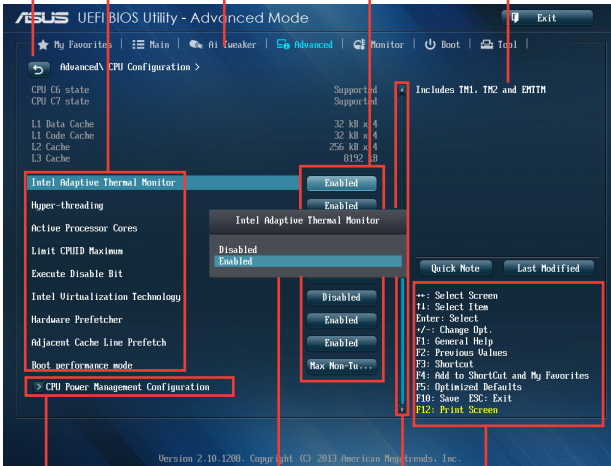 ASUS UEFI BIOS Utility - Advanced Mode
Exit
My Favorites Main Ai Tweaker Advanced Monitor Boot Tool
Advanced\ CPU Configuration >
CPU C6 state Supported
CPU C7 state Supported
L1 Data Cache 32 kB x 4
L1 Code Cache 32 kB x 4
L2 Cache 256 kB x 4
L3 Cache 8192 kB
Intel Adaptive Thermal Monitor Enabled
Hyper-threading Enabled
Active Processor Cores
Limit CPUID Maximum
Execute Disable Bit
Intel Virtualization Technology Disabled
Hardware Prefetcher Enabled
Adjacent Cache Line Prefetch Enabled
Boot performance mode Max Non-Tu...
> CPU Power Management Configuration
Intel Adaptive Thermal Monitor
Disabled
Enabled
Includes TM1, TM2 and EMTTM
Quick Note Last Modified
→←: Select Screen
↑↓: Select Item
Enter: Select
+/-: Change Opt.
F1: General Help
F2: Previous Values
F3: Shortcut
F4: Add to ShortCut and My Favorites
F5: Optimized Defaults
F10: Save ESC: Exit
F12: Print Screen
Version 2.10.1208. Copyright (C) 2013 American Megatrends, Inc.